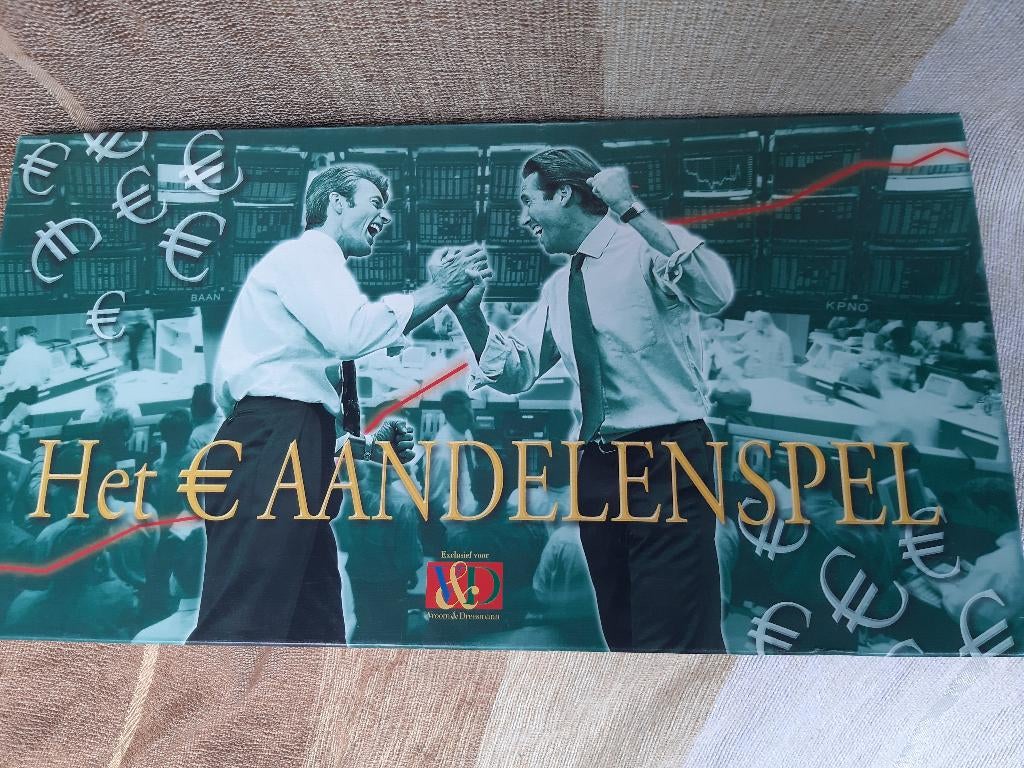 BAAN
KPNO
Het € AANDELENSPEL
Exclusief voor
V&D
Vroom & Dreesmann